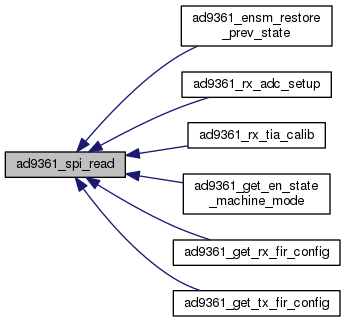 ad9361_ensm_restore
_prev_state
ad9361_rx_adc_setup
ad9361_rx_tia_calib
ad9361_spi_read
ad9361_get_en_state
_machine_mode
ad9361_get_rx_fir_config
ad9361_get_tx_fir_config